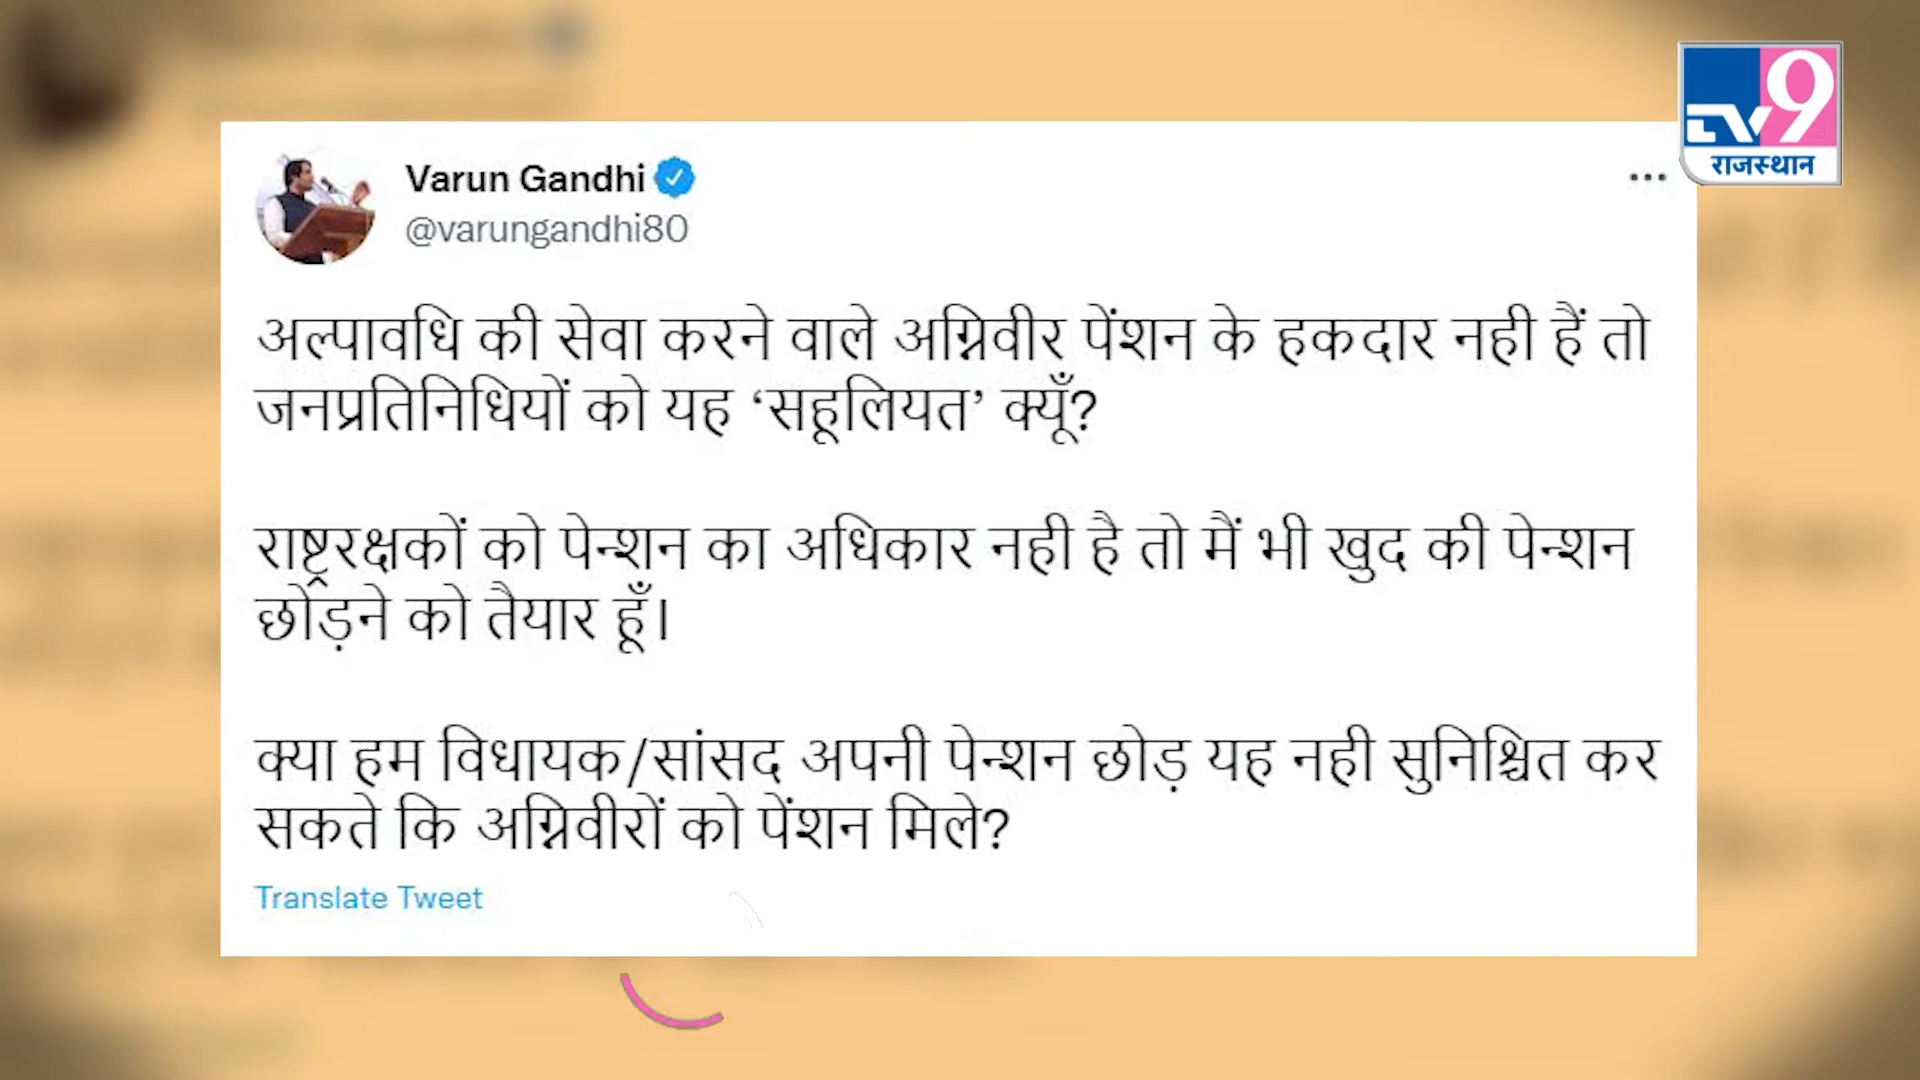 TV9
राजस्थान
Varun Gandhi
@varungandhi80
अल्पावधि की सेवा करने वाले अग्निवीर पेंशन के हकदार नही हैं तो
जनप्रतिनिधियों को यह ‘सहूलियत’ क्यूँ?
राष्ट्ररक्षकों को पेन्शन का अधिकार नही है तो मैं भी खुद की पेन्शन
छोड़ने को तैयार हूँ।
क्या हम विधायक/सांसद अपनी पेन्शन छोड़ यह नही सुनिश्चित कर
सकते कि अग्निवीरों को पेंशन मिले?
Translate Tweet